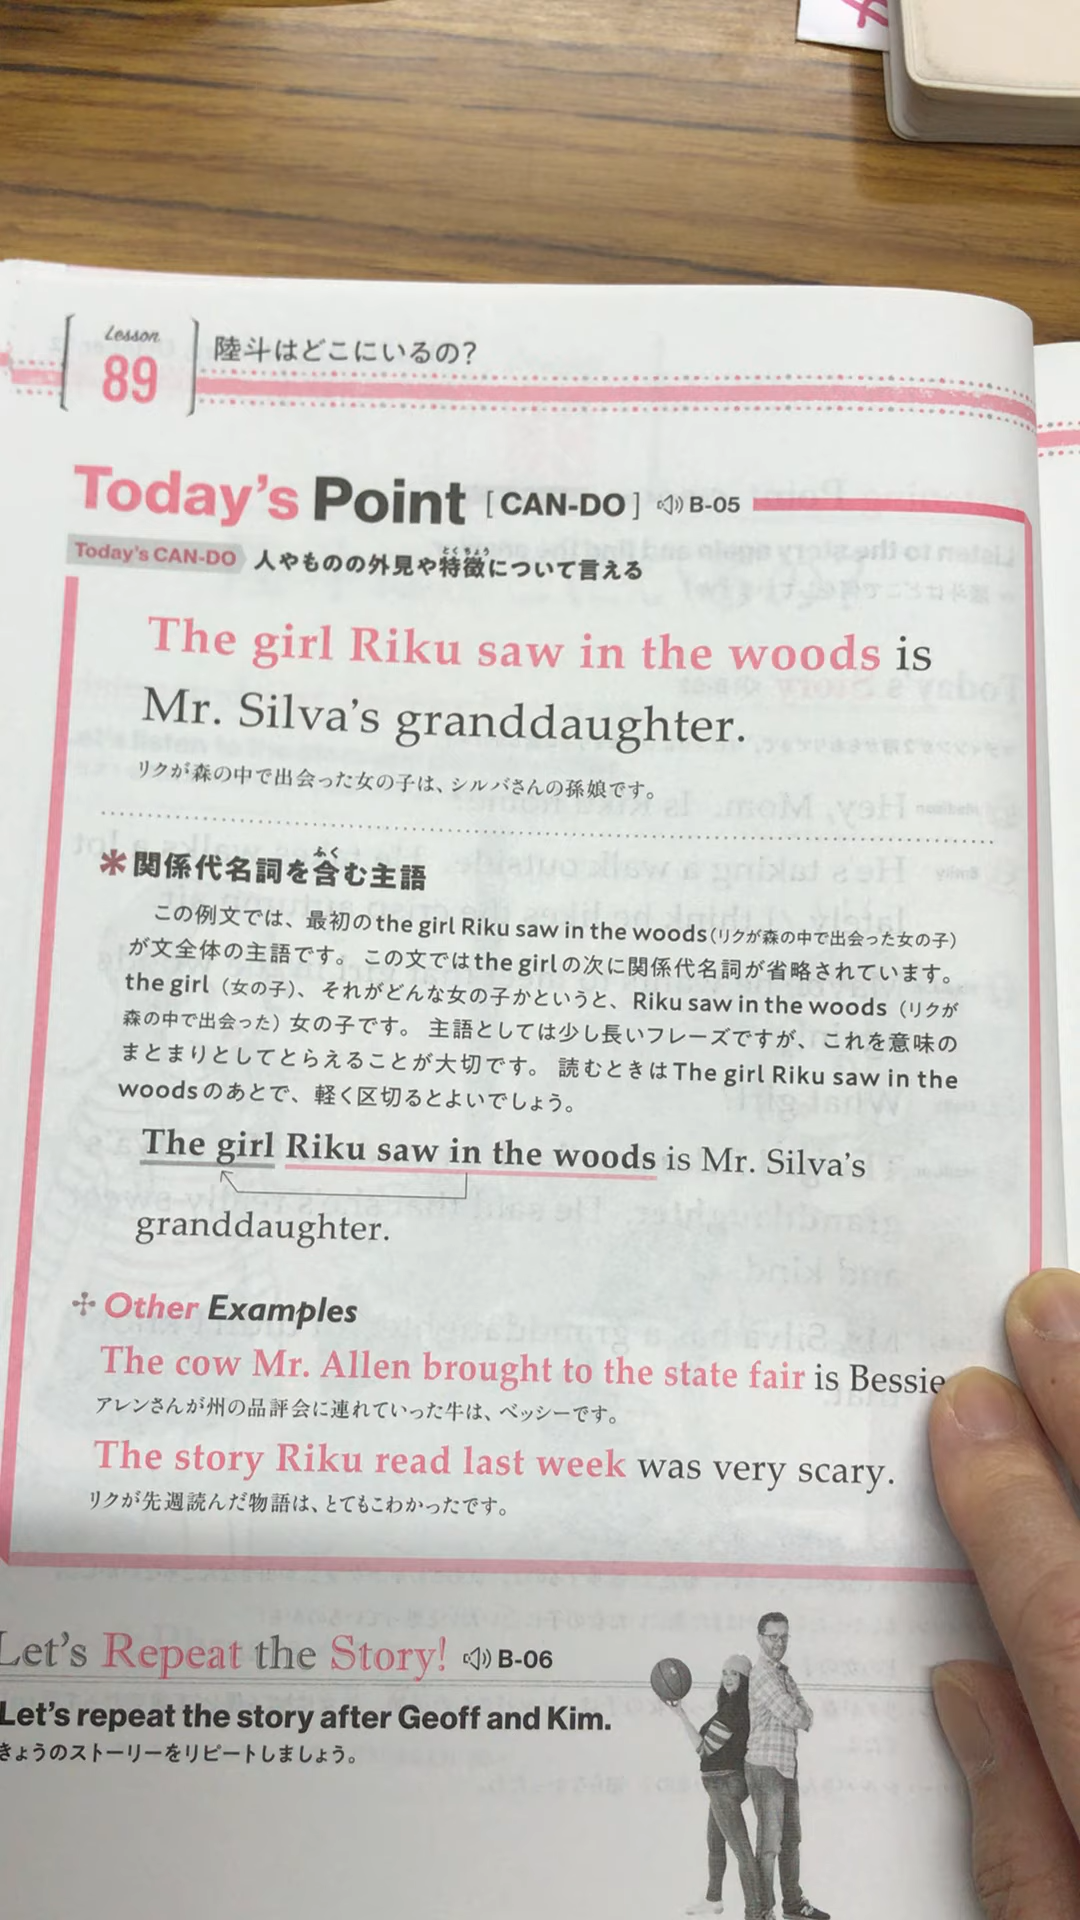 Lesson
89
陸斗はどこにいるの？
Today's Point [CAN-DO] B-05
Today's CAN-DO 人やものの外見や特徴について言える
とくちょう
The girl Riku saw in the woods is
Mr. Silva's granddaughter.
リクが森の中で出会った女の子は、シルバさんの孫娘です。
＊関係代名詞を含む主語
ふく
この例文では、最初のthe girl Riku saw in the woods(リクが森の中で出会った女の子)
が文全体の主語です。この文ではthe girlの次に関係代名詞が省略されています。
the girl（女の子）、それがどんな女の子かというと、Riku saw in the woods（リクが
森の中で出会った）女の子です。主語としては少し長いフレーズですが、これを意味の
まとまりとしてとらえることが大切です。読むときはThe girl Riku saw in the
woodsのあとで、軽く区切るとよいでしょう。
The girl Riku saw in the woods is Mr. Silva's
granddaughter.
Other Examples
The cow Mr. Allen brought to the state fair is Bessie
アレンさんが州の品評会に連れていった牛は、ベッシーです。
The story Riku read last week was very scary.
リクが先週読んだ物語は、とてもこわかったです。
Let's Repeat the Story! B-06
Let's repeat the story after Geoff and Kim.
きょうのストーリーをリピートしましょう。